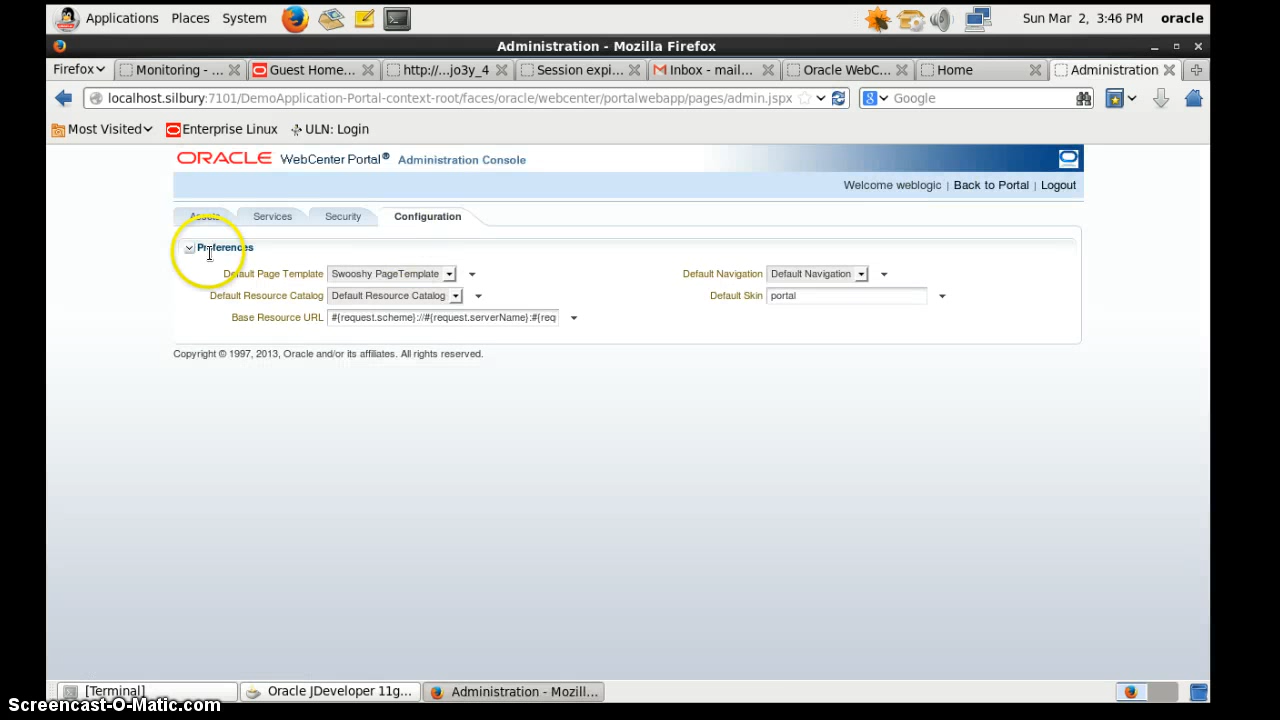 Applications Places System Sun Mar 2, 3:46 PM oracle
Administration - Mozilla Firefox
Firefox Monitoring - ... Guest Home... http://...jo3y_4 Session expi... Inbox - mail... Oracle WebC... Home Administration
localhost.silbury:7101/DemoApplication-Portal-context-root/faces/oracle/webcenter/portalwebapp/pages/admin.jspx Google
Most Visited Enterprise Linux ULN: Login
ORACLE WebCenter Portal® Administration Console
Welcome weblogic | Back to Portal | Logout
Assets Services Security Configuration
Preferences
Default Page Template Swooshy PageTemplate Default Navigation Default Navigation
Default Resource Catalog Default Resource Catalog Default Skin portal
Base Resource URL #{request.scheme}://#{request.serverName}:#{req
Copyright © 1997, 2013, Oracle and/or its affiliates. All rights reserved.
[Terminal] Oracle JDeveloper 11g... Administration - Mozill...
Screencast-O-Matic.com